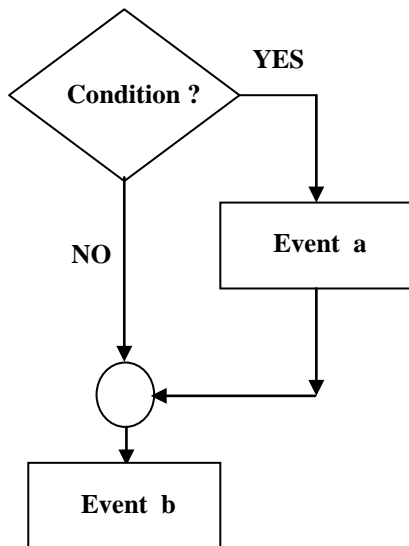 YES
Condition ?
Event a
NO
Event b